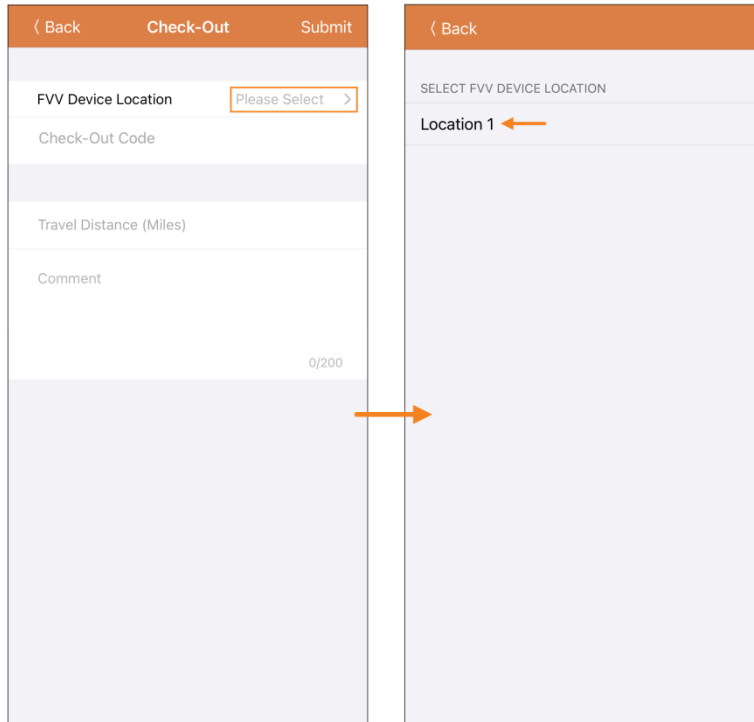 Back Check-Out Submit
FVV Device Location Please Select
Check-Out Code
Travel Distance (Miles)
Comment
0/200
Back
SELECT FVV DEVICE LOCATION
Location 1